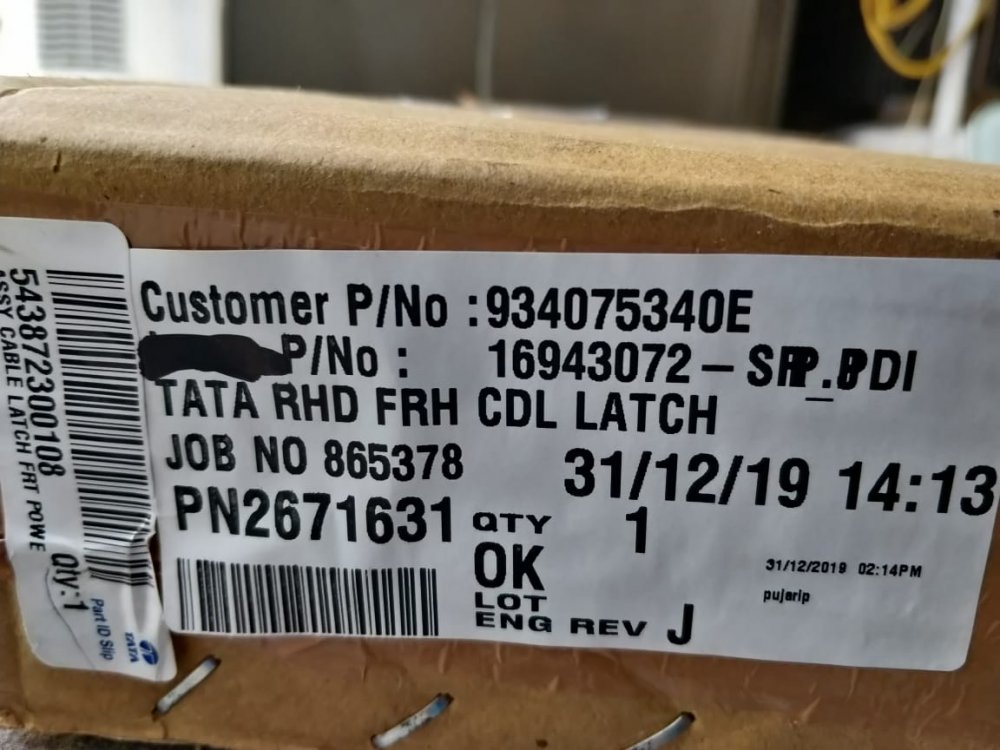 Customer P/No :934075340E
P/No : 16943072–SRP_PDI
TATA RHD FRH CDL LATCH
JOB NO 865378
31/12/19 14:13
PN2671631
QTY 1
OK
LOT
ENG REV J
31/12/2019 02:14PM
pujarip
543872300108
ASSY CABLE LATCH FRT POWE
Qty:1
Part ID Slip
TATA